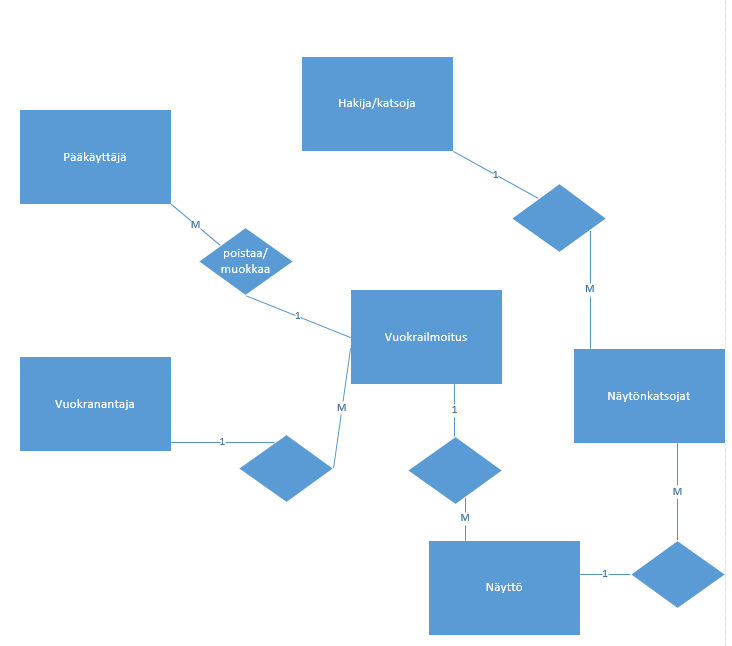 Hakija/katsoja
Pääkäyttäjä
1
M
poistaa/
muokkaa
M
1
Vuokrailmoitus
Vuokranantaja
Näytönkatsojat
M
1
1
M
M
1
Näyttö